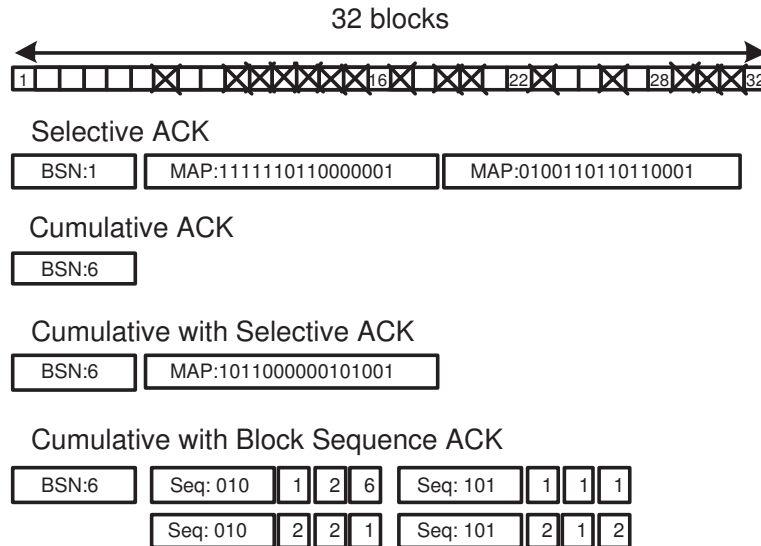 32 blocks
1 16 22 28 32
Selective ACK
BSN:1 MAP:1111110110000001 MAP:0100110110110001
Cumulative ACK
BSN:6
Cumulative with Selective ACK
BSN:6 MAP:1011000000101001
Cumulative with Block Sequence ACK
BSN:6 Seq: 010 1 2 6 Seq: 101 1 1 1
Seq: 010 2 2 1 Seq: 101 2 1 2